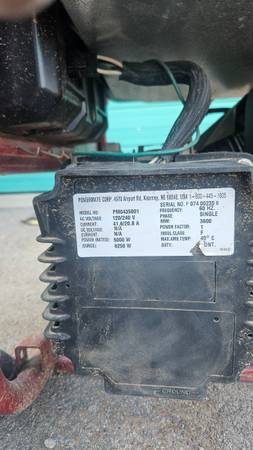 POWERMATE CORP. 4970 Airport Rd, Kearney, NE 68848, USA 1-800-445-1805
MODEL NO. PM0435001 SERIAL NO.
AC VOLTAGE 120/240 V FREQUENCY: 60 HZ
CURRENT 41.6/20.8 A PHASE SINGLE
DC VOLTAGE N/A RPM: 3600
CURRENT N/A POWER FACTOR: 1
POWER (RATED) 5000 W INSUL CLASS F
(SURGE) 6250 W MAX.AMB TEMP. 40° C
DUTY: CONT.
GROUND